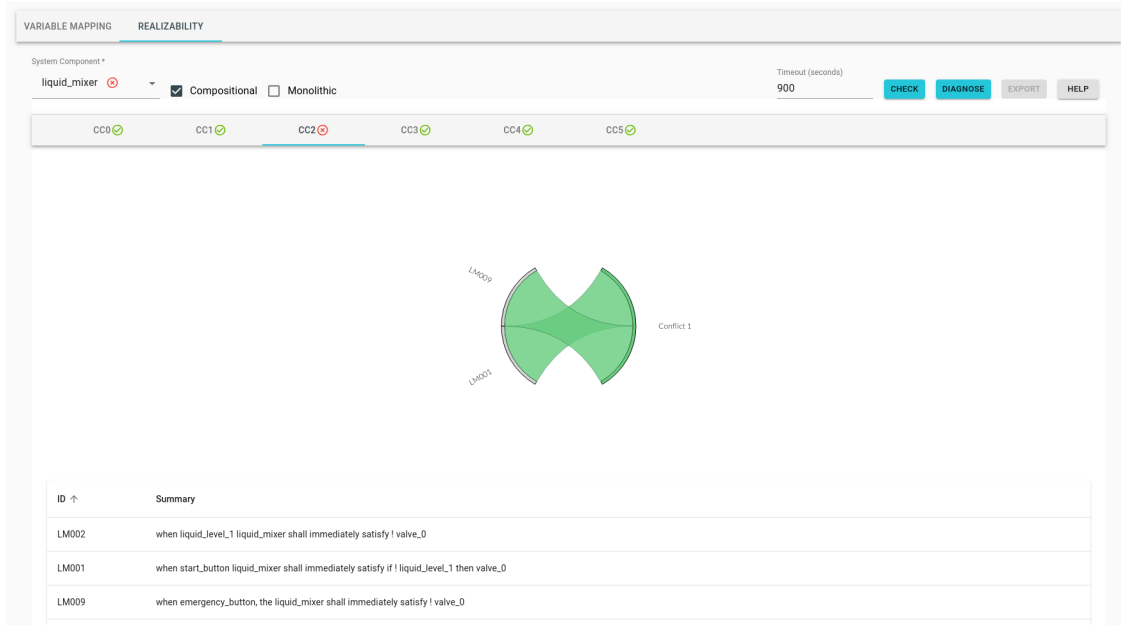 VARIABLE MAPPING REALIZABILITY
System Component *
liquid_mixer
Compositional Monolithic
Timeout (seconds)
900
CHECK DIAGNOSE EXPORT HELP
CC0 CC1 CC2 CC3 CC4 CC5
LM009
Conflict 1
LM001
ID ↑ Summary
LM002 when liquid_level_1 liquid_mixer shall immediately satisfy ! valve_0
LM001 when start_button liquid_mixer shall immediately satisfy if ! liquid_level_1 then valve_0
LM009 when emergency_button, the liquid_mixer shall immediately satisfy ! valve_0